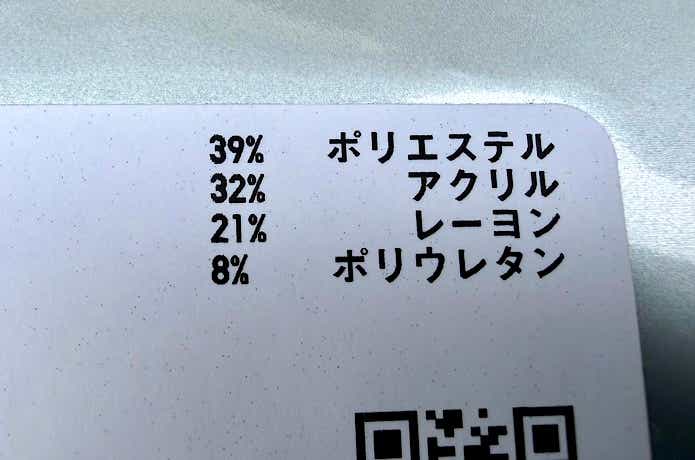 39% ポリエステル
32% アクリル
21% レーヨン
8% ポリウレタン